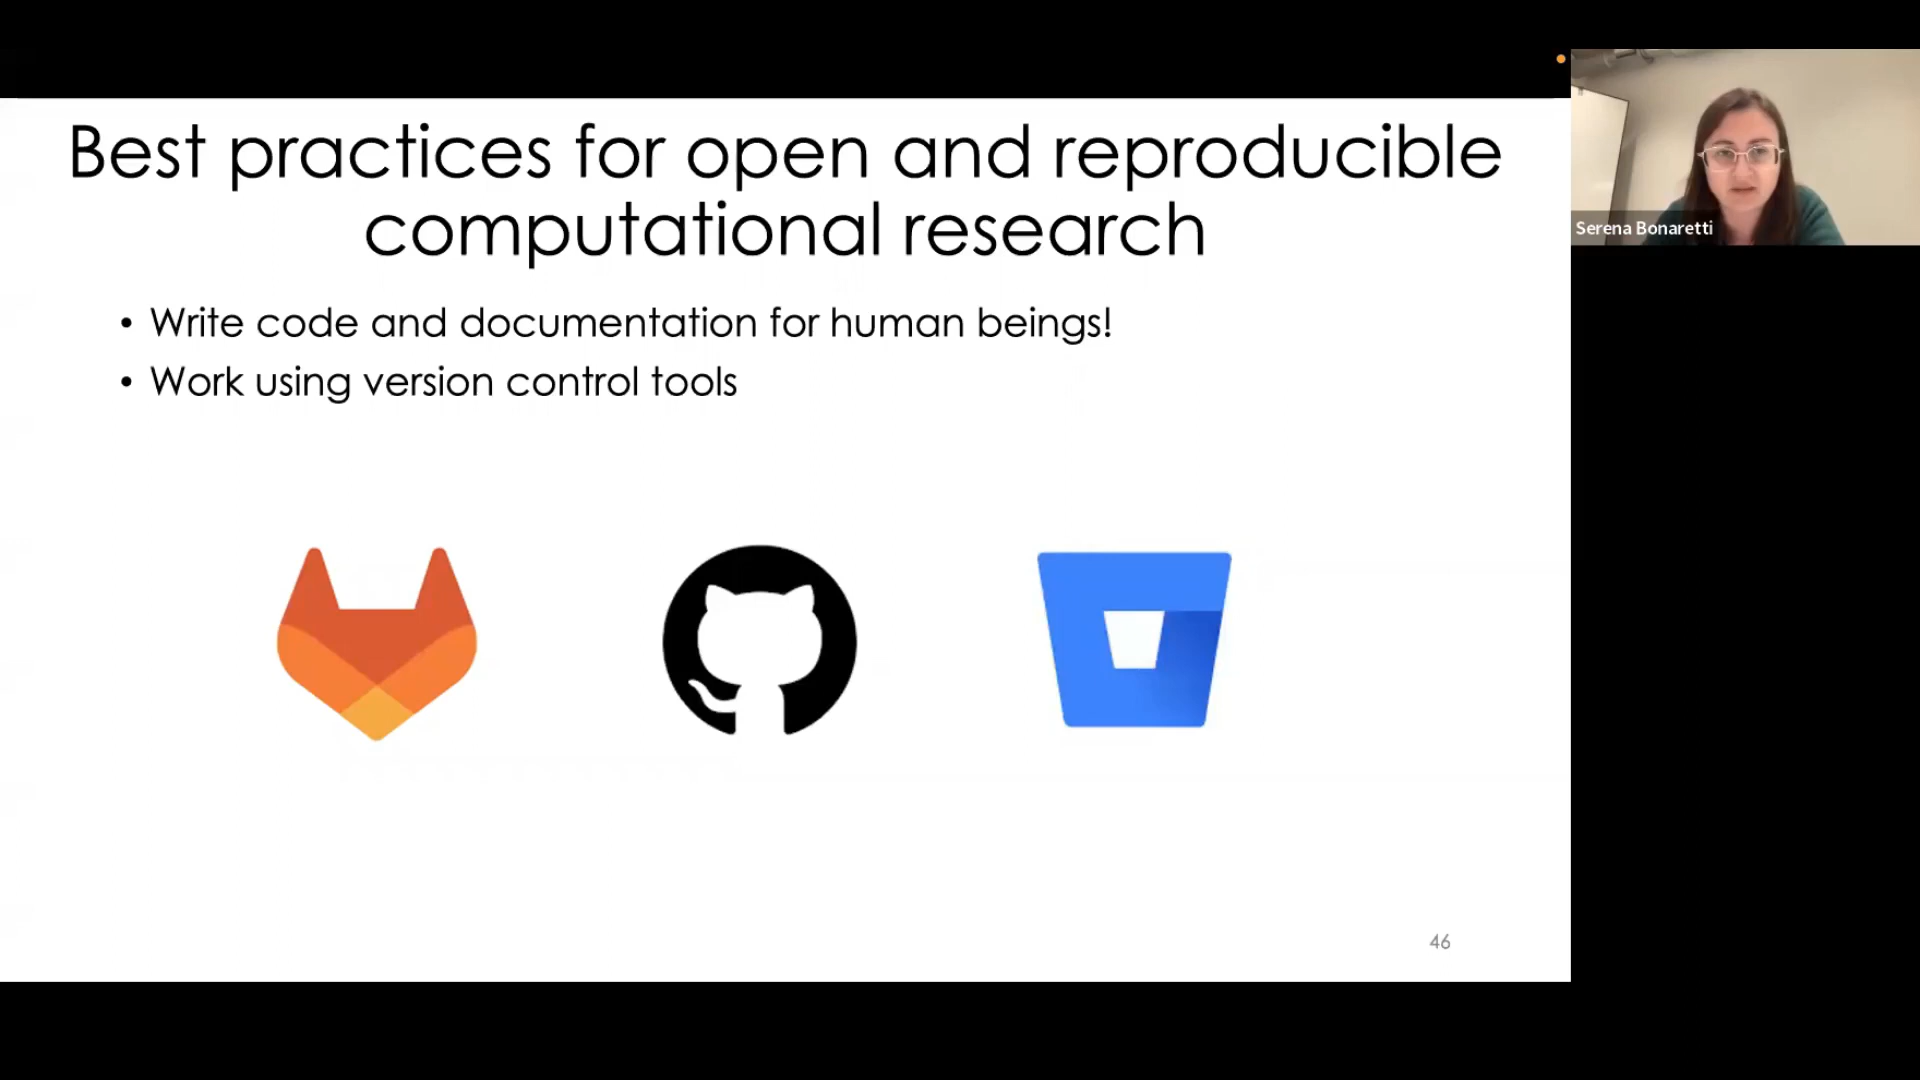 Best practices for open and reproducible
computational research
• Write code and documentation for human beings!
• Work using version control tools
46
Serena Bonaretti